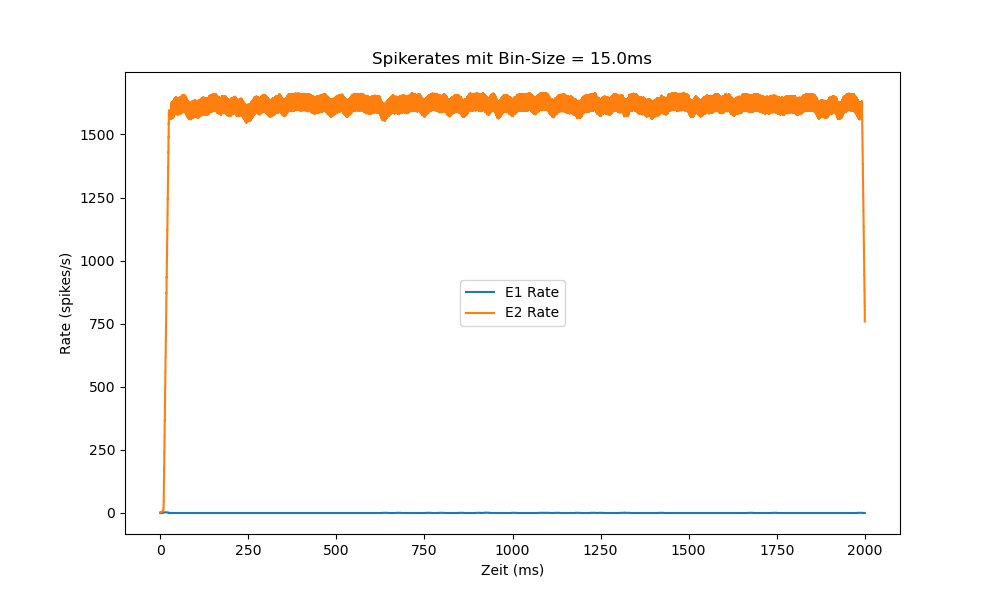 Spikerates mit Bin-Size = 15.0ms
Rate (spikes/s)
1500
1250
1000
750
500
250
0
E1 Rate
E2 Rate
0 250 500 750 1000 1250 1500 1750 2000
Zeit (ms)